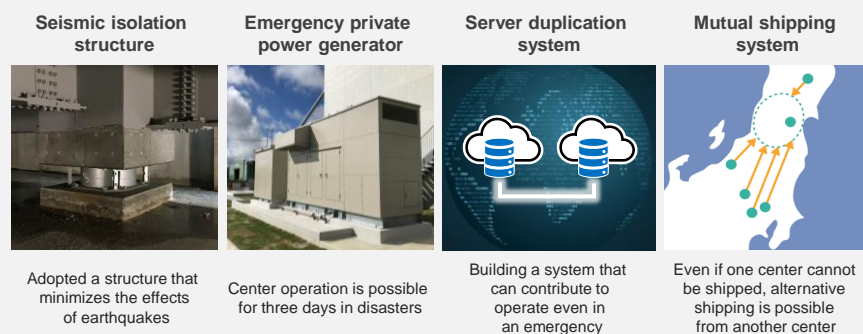 Seismic isolation
structure
Emergency private
power generator
Server duplication
system
Mutual shipping
system
Adopted a structure that
minimizes the effects
of earthquakes
Center operation is possible
for three days in disasters
Building a system that
can contribute to
operate even in
an emergency
Even if one center cannot
be shipped, alternative
shipping is possible
from another center